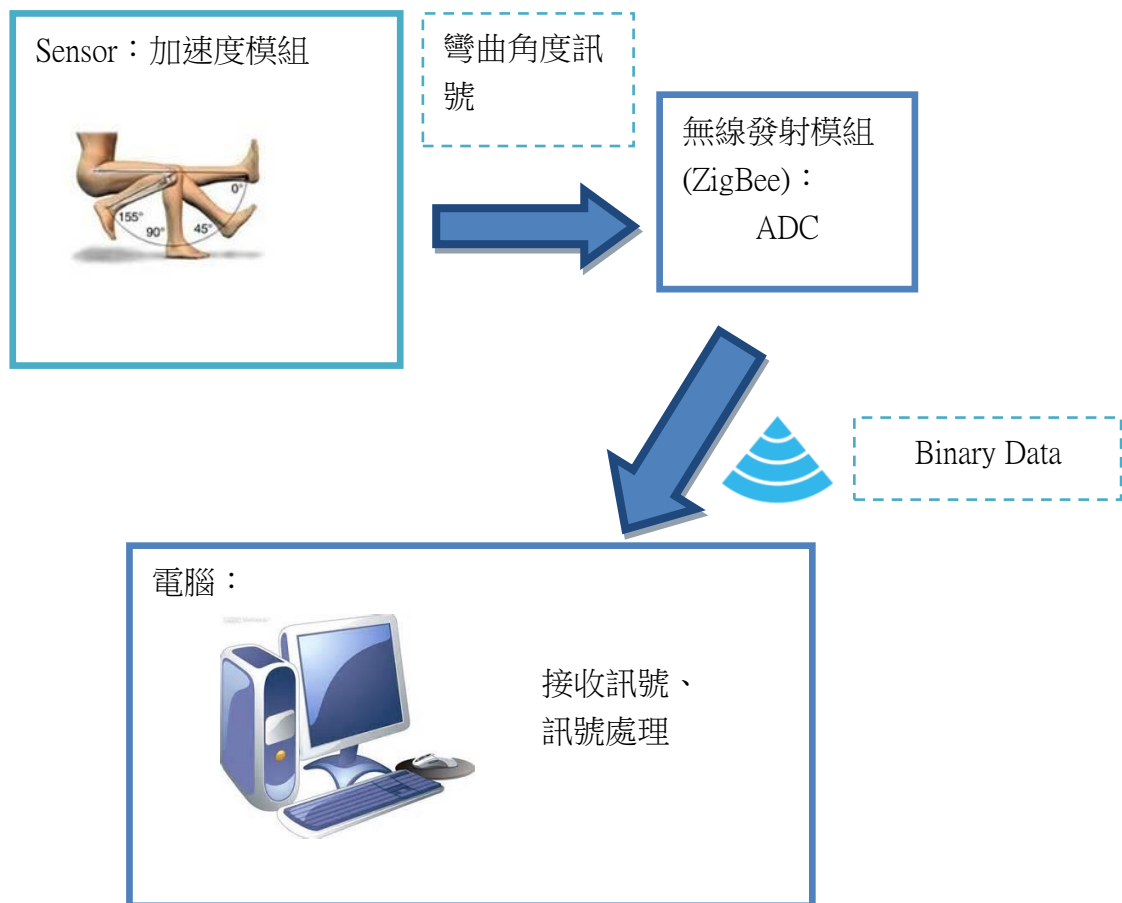 Sensor：加速度模組
0°
155°
90°
45°
彎曲角度訊
號
無線發射模組
(ZigBee)：
ADC
Binary Data
電腦：
接收訊號、
訊號處理